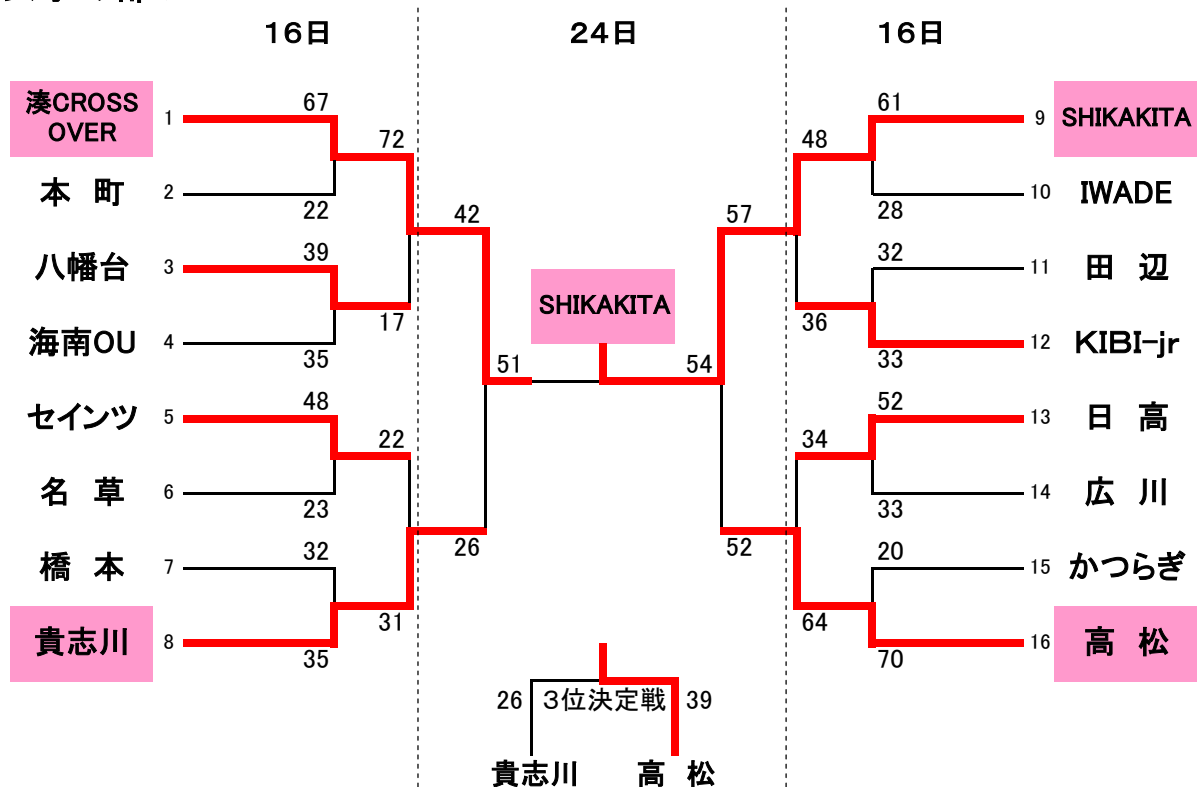 16日
24日
16日
湊CROSS
OVER
1
67
72
本 町
2
22
八幡台
3
39
17
海南OU
4
35
42
セインツ
5
48
22
名 草
6
23
橋 本
7
32
31
貴志川
8
35
26
51
SHIKAKITA
54
57
52
61
9
SHIKAKITA
48
28
10
IWADE
32
11
田 辺
36
33
12
KIBI-jr
52
13
日 高
34
33
14
広 川
20
15
かつらぎ
64
70
16
高 松
26
3位決定戦
39
貴志川
高 松